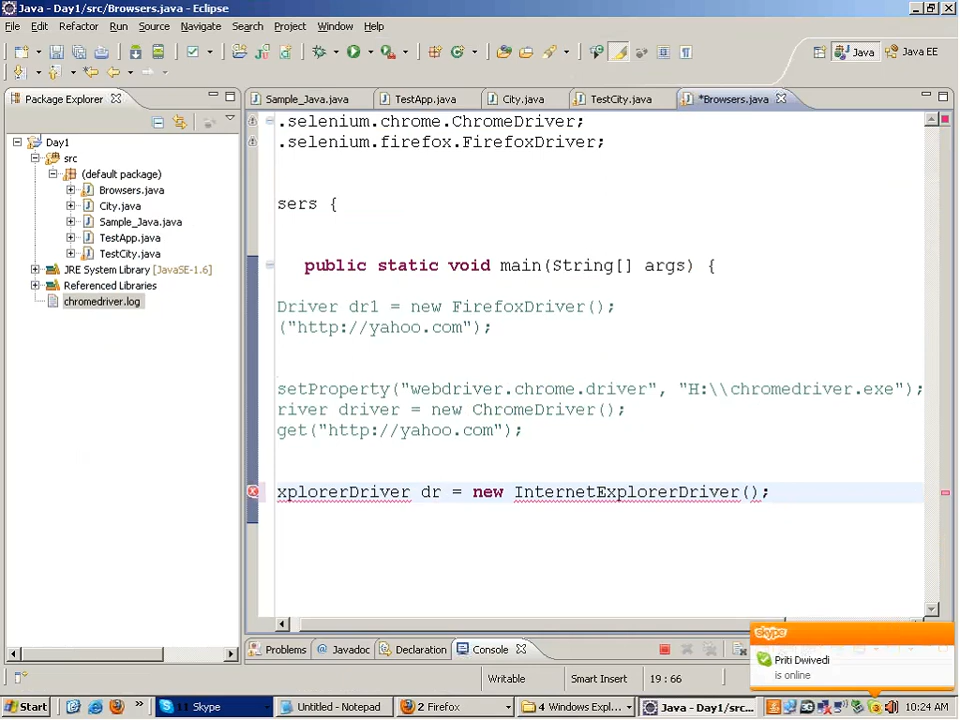 Java - Day1/src/Browsers.java - Eclipse
File Edit Refactor Run Source Navigate Search Project Window Help
Java
Java EE
Package Explorer
Sample_Java.java
TestApp.java
City.java
TestCity.java
*Browsers.java
Day1
src
(default package)
Browsers.java
City.java
Sample_Java.java
TestApp.java
TestCity.java
JRE System Library [JavaSE-1.6]
Referenced Libraries
chromedriver.log
.selenium.chrome.ChromeDriver;
.selenium.firefox.FirefoxDriver;
sers {
public static void main(String[] args) {
Driver dr1 = new FirefoxDriver();
("http://yahoo.com");
setProperty("webdriver.chrome.driver", "H:\\chromedriver.exe");
river driver = new ChromeDriver();
get("http://yahoo.com");
xplorerDriver dr = new InternetExplorerDriver();
Problems
Javadoc
Declaration
Console
skype
Priti Dwivedi
is online
Writable
Smart Insert
19 : 66
Start
»
11 Skype
Untitled - Notepad
2 Firefox
4 Windows Expl...
Java - Day1/src...
10:24 AM